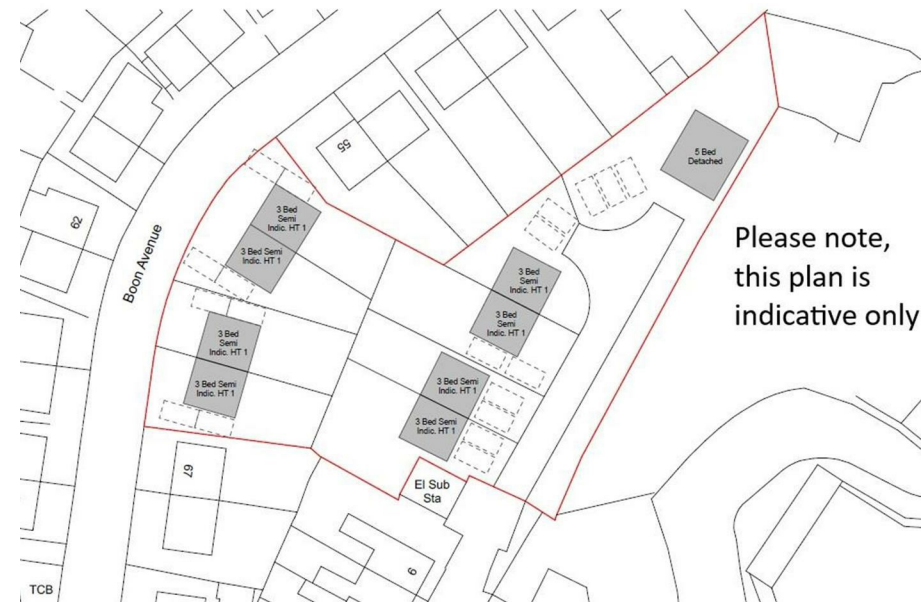 55
62
Boon Avenue
3 Bed
Semi
Indic. HT 1
3 Bed Semi
Indic. HT 1
3 Bed
Semi
Indic. HT 1
3 Bed Semi
Indic. HT 1
67
TCB
5 Bed
Detached
3 Bed
Semi
Indic. HT 1
3 Bed
Semi
Indic. HT 1
3 Bed Semi
Indic. HT 1
3 Bed Semi
Indic. HT 1
El Sub
Sta
9
Please note,
this plan is
indicative only